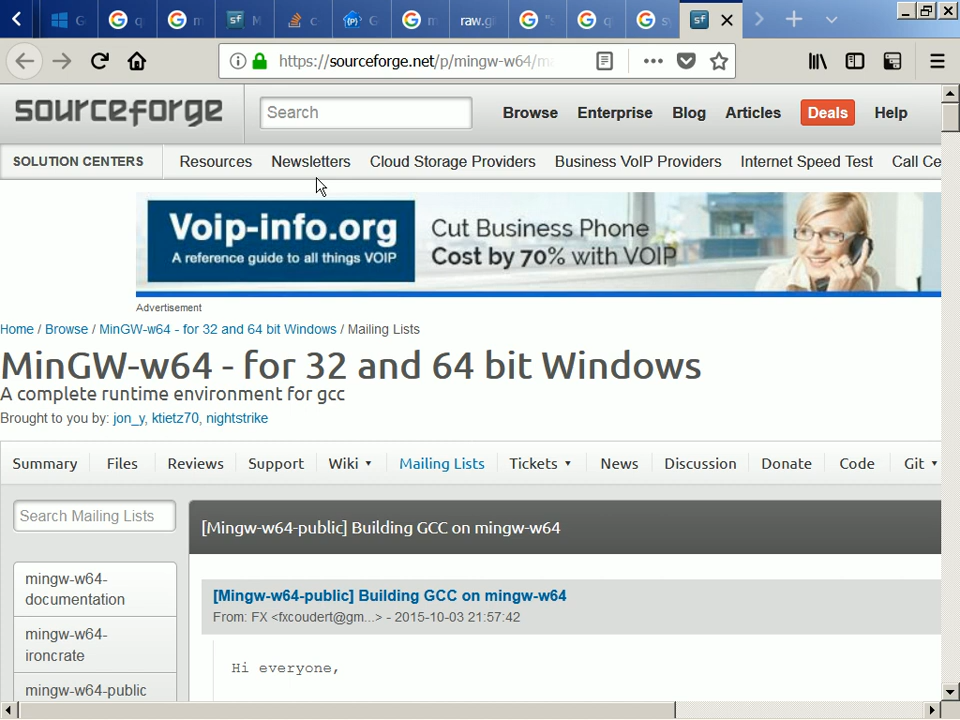 G
q
m
sf M
c
G
m
raw.gi
"s
q
s
sf
https://sourceforge.net/p/mingw-w64/m
sourceforge
Search
Browse Enterprise Blog Articles Deals Help
SOLUTION CENTERS Resources Newsletters Cloud Storage Providers Business VoIP Providers Internet Speed Test Call Ce
Voip-info.org
A reference guide to all things VOIP
Cut Business Phone
Cost by 70% with VOIP
Advertisement
Home / Browse / MinGW-w64 - for 32 and 64 bit Windows / Mailing Lists
MinGW-w64 - for 32 and 64 bit Windows
A complete runtime environment for gcc
Brought to you by: jon_y, ktietz70, nightstrike
Summary Files Reviews Support Wiki Mailing Lists Tickets News Discussion Donate Code Git
Search Mailing Lists
[Mingw-w64-public] Building GCC on mingw-w64
mingw-w64-
documentation
mingw-w64-
ironcrate
mingw-w64-public
[Mingw-w64-public] Building GCC on mingw-w64
From: FX <fxcoudert@gm...> - 2015-10-03 21:57:42
Hi everyone,